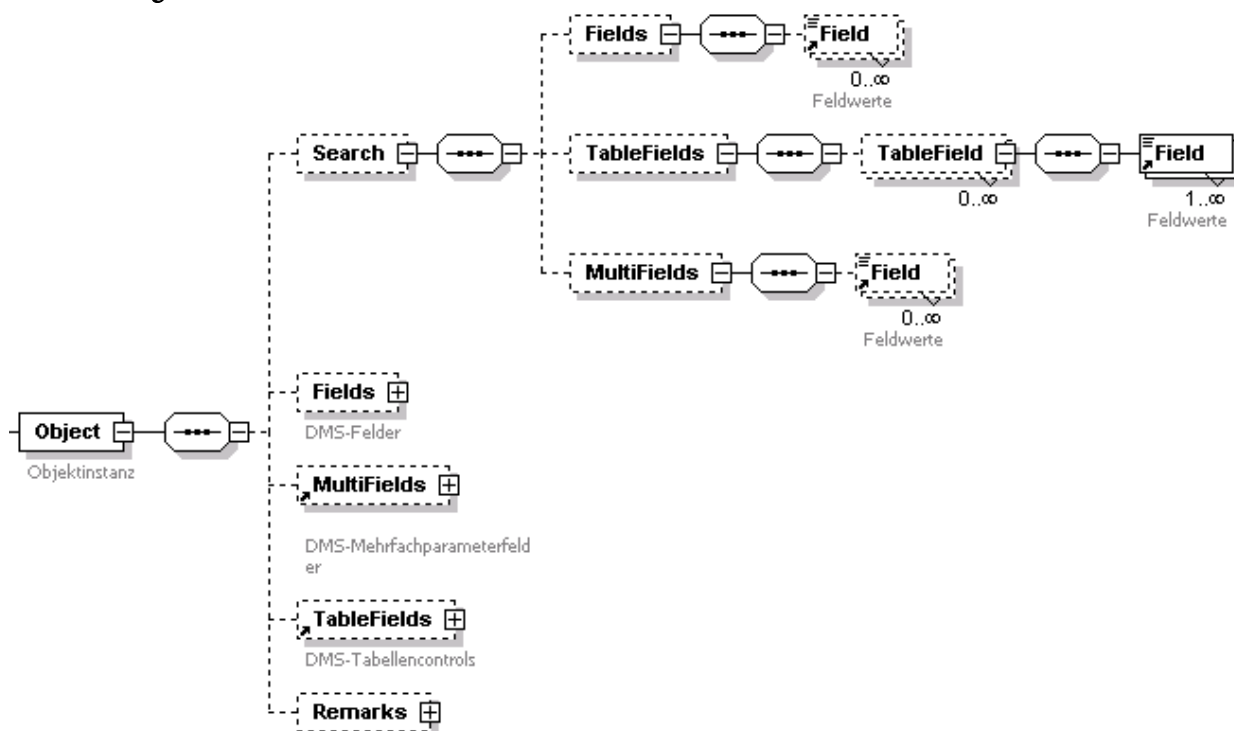 Fields
Field
0..∞
Feldwerte
Search
TableFields
TableField
Field
0..∞
1..∞
Feldwerte
MultiFields
Field
0..∞
Feldwerte
Fields
DMS-Felder
Object
Objektinstanz
MultiFields
DMS-Mehrfachparameterfeld
er
TableFields
DMS-Tabellencontrols
Remarks